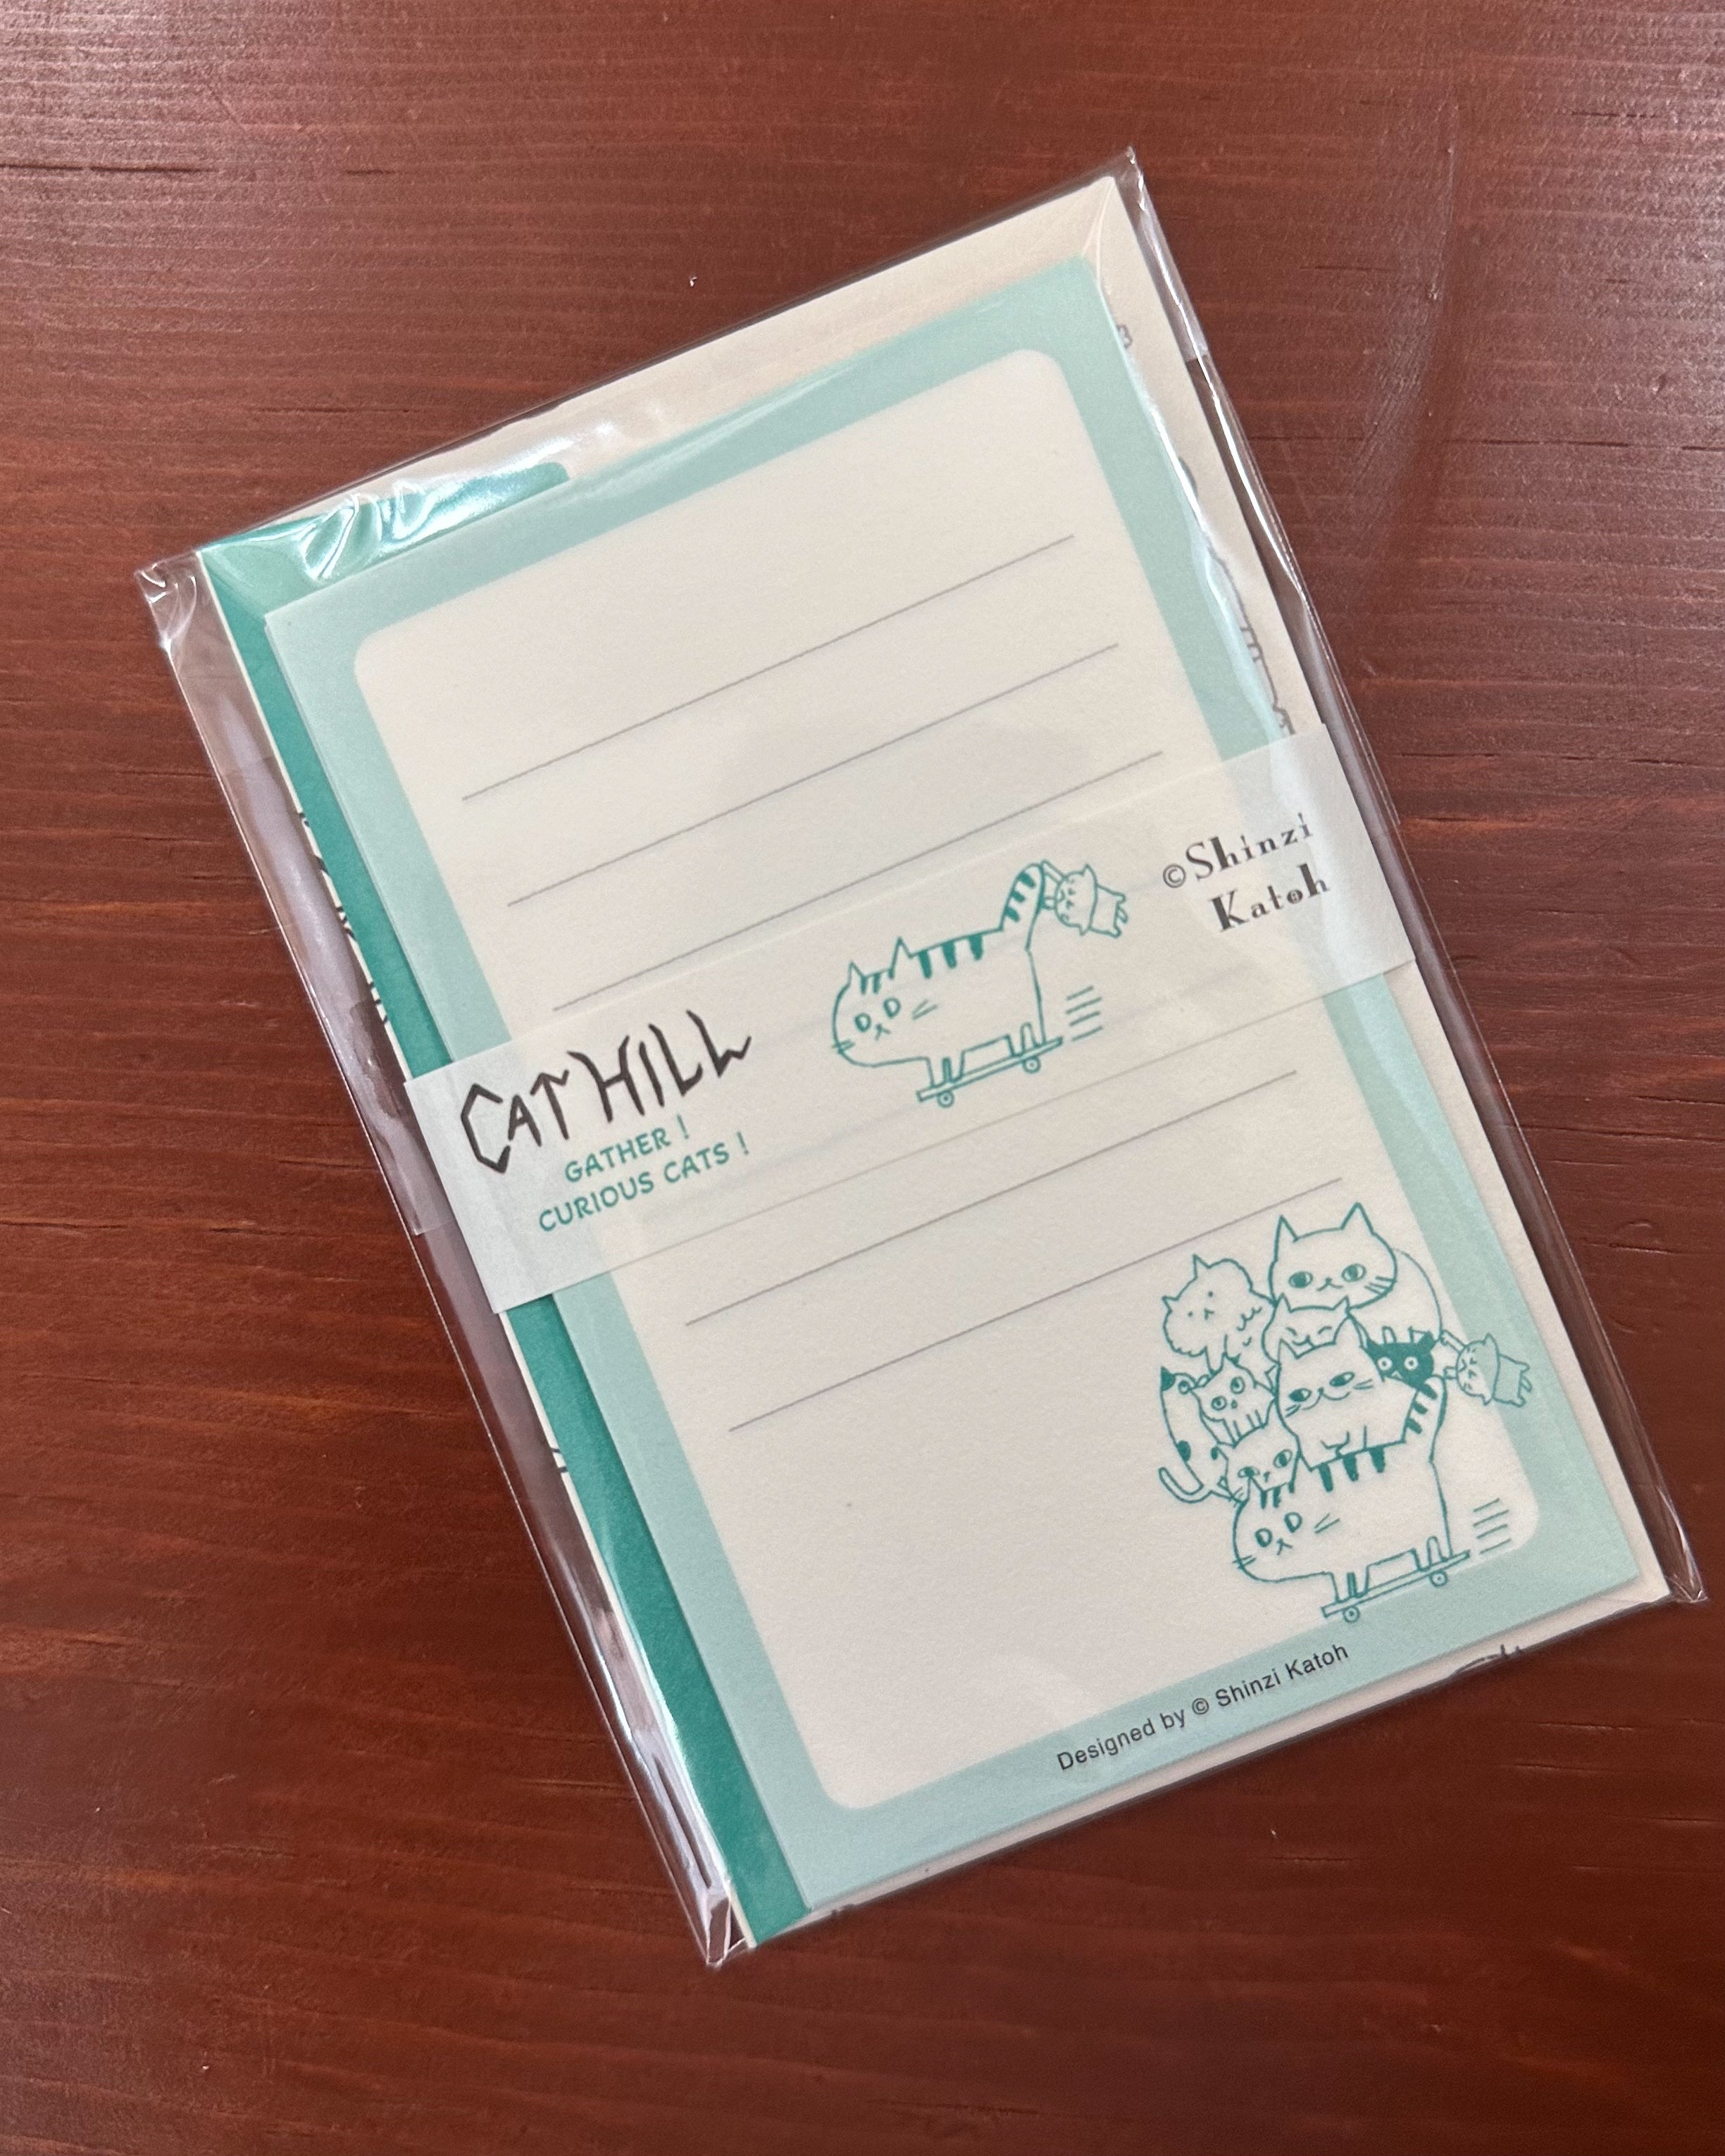 CAT HILL
GATHER !
CURIOUS CATS !
©Shinzi
Katoh
Designed by © Shinzi Katoh